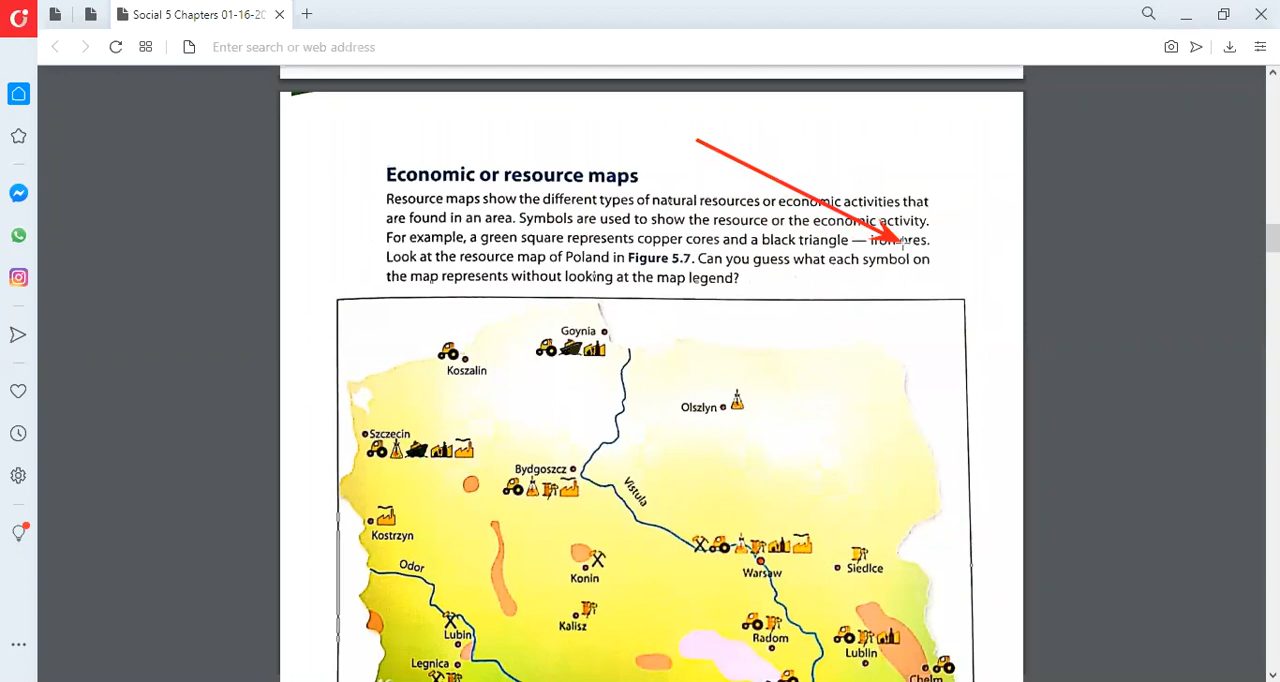 Social 5 Chapters 01-16-20
Enter search or web address
Economic or resource maps
Resource maps show the different types of natural resources or economic activities that
are found in an area. Symbols are used to show the resource or the economic activity.
For example, a green square represents copper cores and a black triangle — iron ores.
Look at the resource map of Poland in Figure 5.7. Can you guess what each symbol on
the map represents without looking at the map legend?
Goynia
Koszalin
Olszlyn
Szczecin
Bydgoszcz
Vistula
Kostrzyn
Odor
Konin
Warsaw
Siedlce
Kalisz
Lubin
Radom
Lublin
Legnica
Chelm